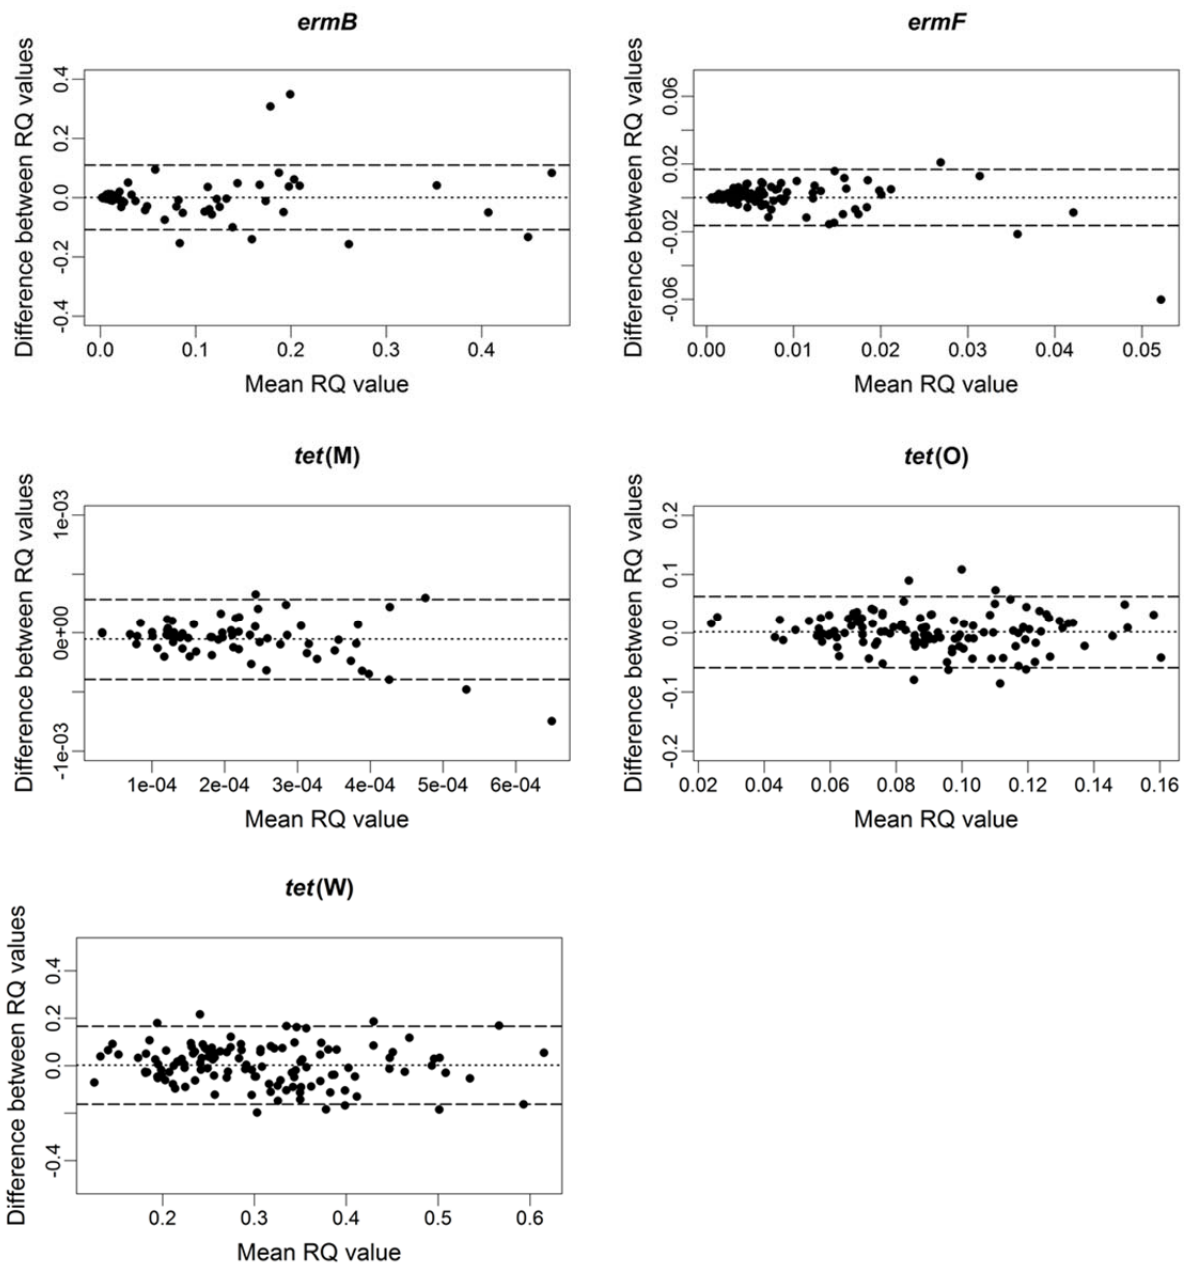 ermB
ermF
Difference between RQ values
0.4
0.2
0.0
-0.2
-0.4
0.0 0.1 0.2 0.3 0.4
Mean RQ value
Difference between RQ values
0.06
0.02
-0.02
-0.06
0.00 0.01 0.02 0.03 0.04 0.05
Mean RQ value
tet(M)
tet(O)
Difference between RQ values
1e-03
0e+00
-1e-03
1e-04 2e-04 3e-04 4e-04 5e-04 6e-04
Mean RQ value
Difference between RQ values
0.2
0.1
0.0
-0.1
-0.2
0.02 0.04 0.06 0.08 0.10 0.12 0.14 0.16
Mean RQ value
tet(W)
Difference between RQ values
0.4
0.2
0.0
-0.4
0.2 0.3 0.4 0.5 0.6
Mean RQ value